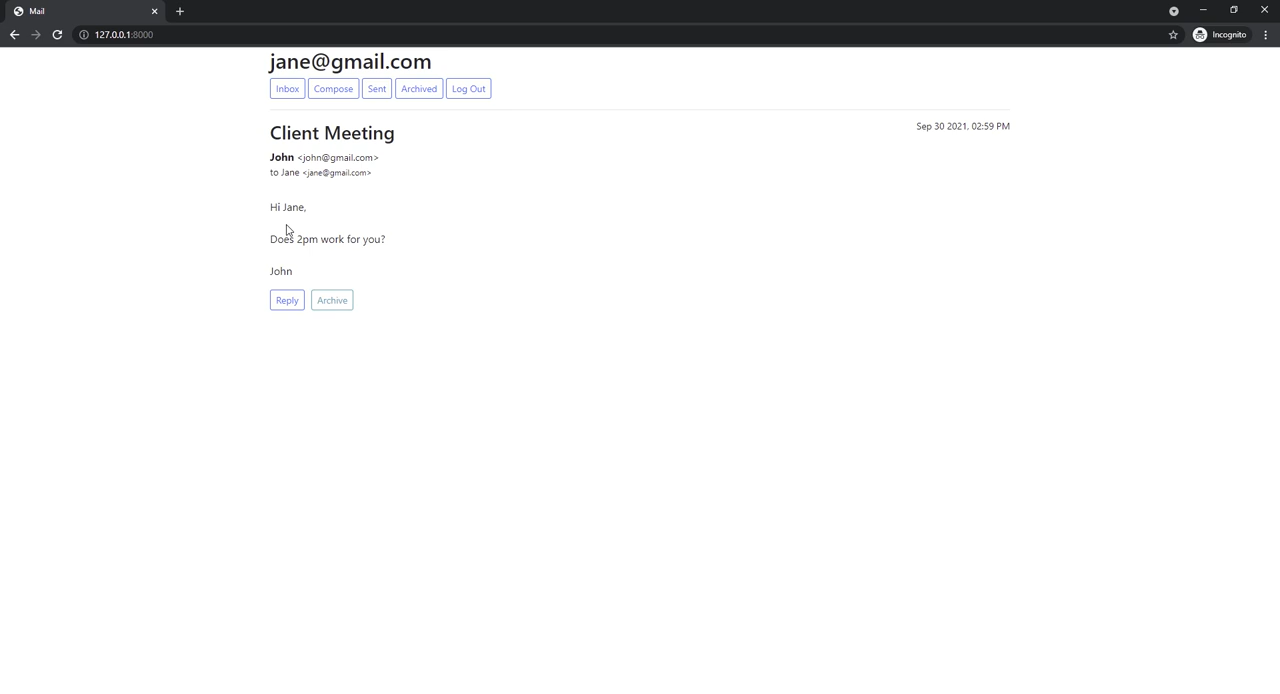 Mail
127.0.0.1:8000
Incognito
jane@gmail.com
Inbox Compose Sent Archived Log Out
Client Meeting
Sep 30 2021, 02:59 PM
John <john@gmail.com>
to Jane <jane@gmail.com>
Hi Jane,
Does 2pm work for you?
John
Reply Archive